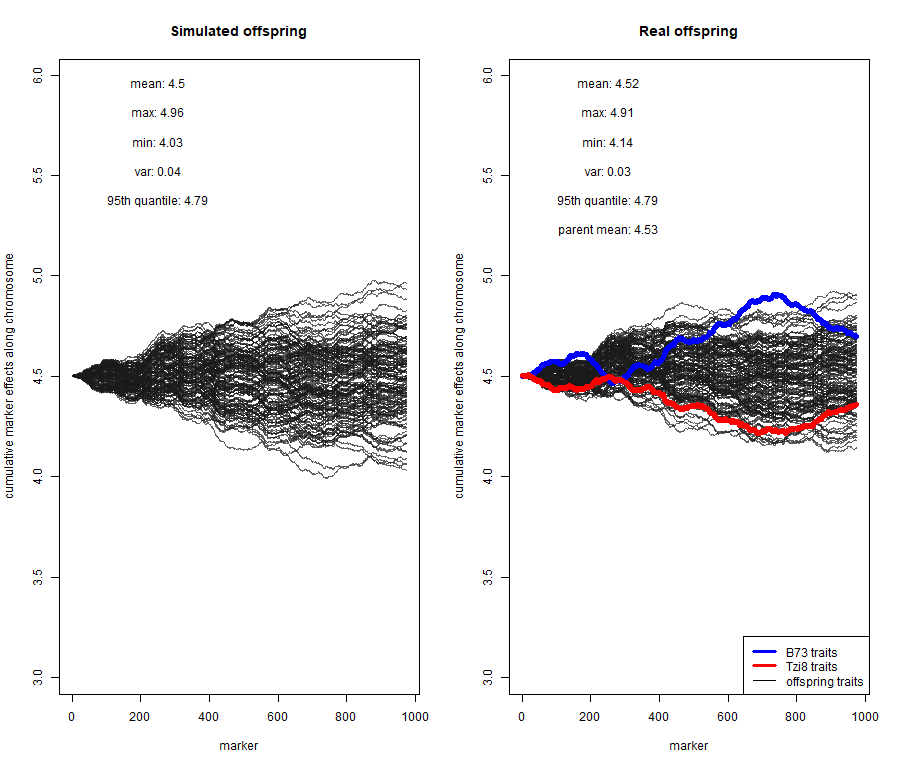 Simulated offspring
mean: 4.5
max: 4.96
min: 4.03
var: 0.04
95th quantile: 4.79
cumulative marker effects along chromosome
6.0
5.5
5.0
4.5
4.0
3.5
3.0
0 200 400 600 800 1000
marker
Real offspring
mean: 4.52
max: 4.91
min: 4.14
var: 0.03
95th quantile: 4.79
parent mean: 4.53
cumulative marker effects along chromosome
6.0
5.5
5.0
4.5
4.0
3.5
3.0
B73 traits
Tzi8 traits
offspring traits
0 200 400 600 800 1000
marker